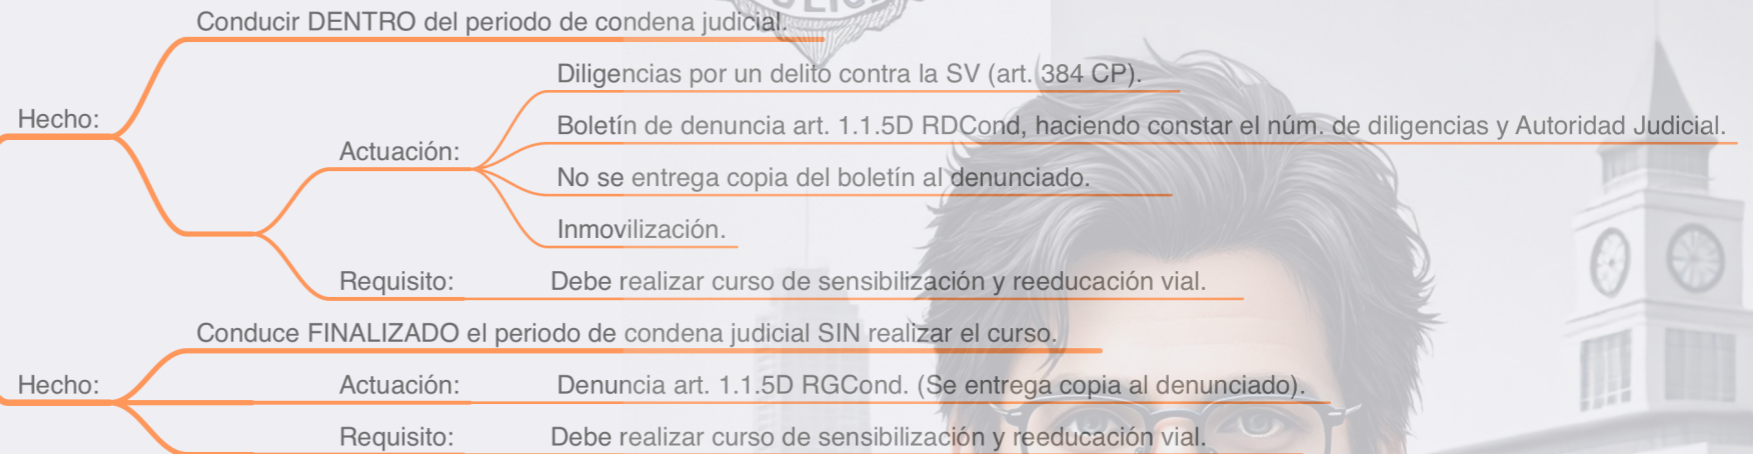 Conducir DENTRO del periodo de condena judicial.
Diligencias por un delito contra la SV (art. 384 CP).
Hecho:
Boletín de denuncia art. 1.1.5D RDCond, haciendo constar el núm. de diligencias y Autoridad Judicial.
Actuación:
No se entrega copia del boletín al denunciado.
Inmovilización.
Requisito: Debe realizar curso de sensibilización y reeducación vial.
Conduce FINALIZADO el periodo de condena judicial SIN realizar el curso.
Hecho: Actuación: Denuncia art. 1.1.5D RGCond. (Se entrega copia al denunciado).
Requisito: Debe realizar curso de sensibilización y reeducación vial.